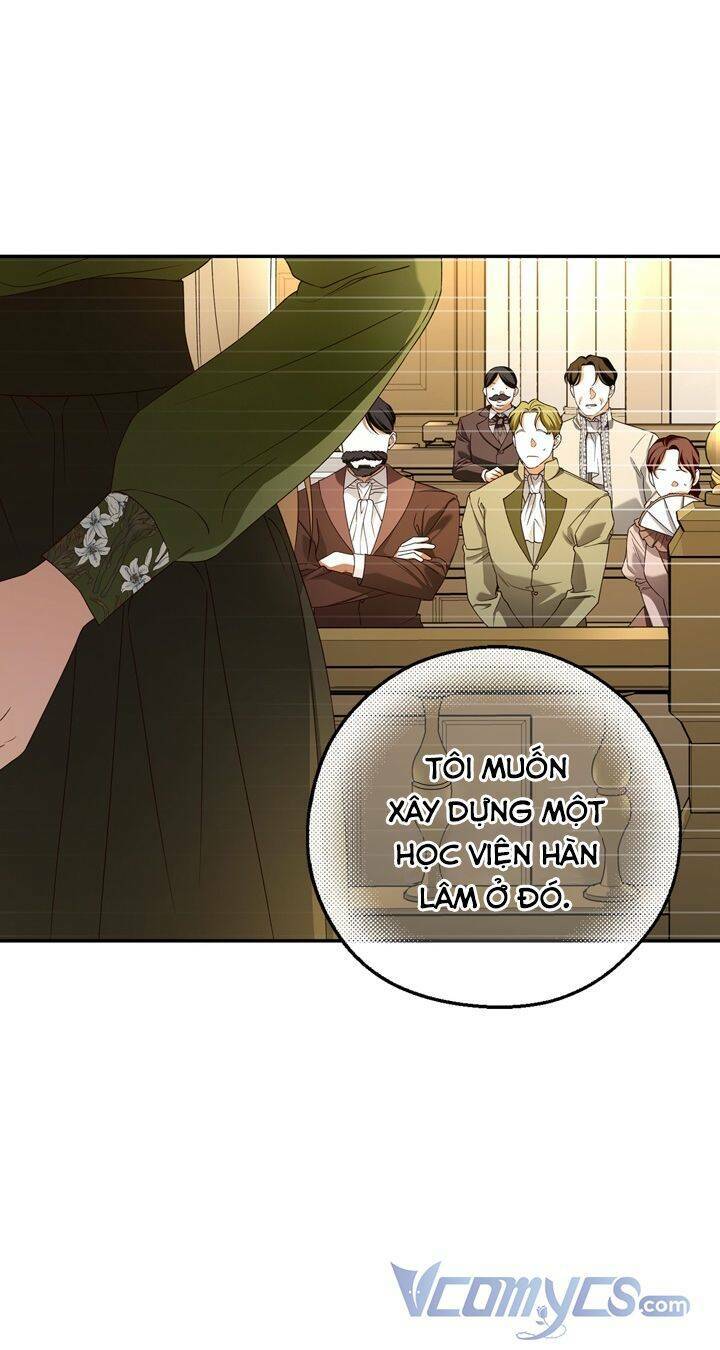 TÔI MUỐN
XÂY DỰNG MỘT
HỌC VIỆN HÀN
LÂM Ở ĐÓ.
VCOMYCS.com